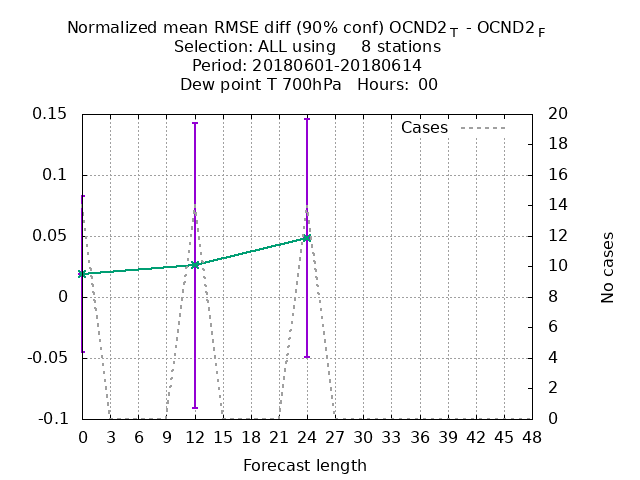 Normalized mean RMSE diff (90% conf) OCND2 T - OCND2 F
Selection: ALL using 8 stations
Period: 20180601-20180614
Dew point T 700hPa Hours: 00
0.15
0.1
0.05
0
-0.05
-0.1
Cases
20
18
16
14
12
10
8
6
4
2
0
No cases
0 3 6 9 12 15 18 21 24 27 30 33 36 39 42 45 48
Forecast length